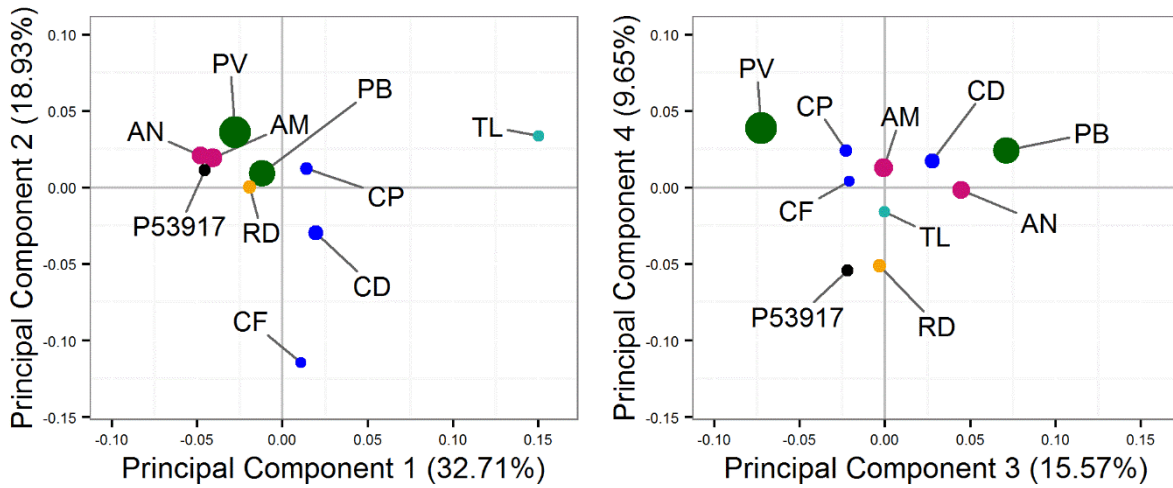 0.10
0.05
0.00
-0.05
-0.10
-0.15
Principal Component 2 (18.93%)
PV
PB
AN
AM
TL
P53917
RD
CP
CD
CF
-0.10
-0.05
0.00
0.05
0.10
0.15
Principal Component 1 (32.71%)
0.10
0.05
0.00
-0.05
-0.10
-0.15
Principal Component 4 (9.65%)
PV
CP
AM
CD
PB
CF
TL
AN
P53917
RD
-0.10
-0.05
0.00
0.05
0.10
0.15
Principal Component 3 (15.57%)